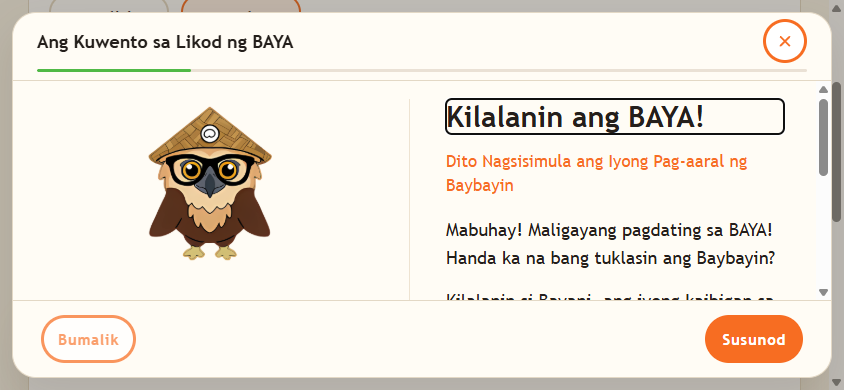 Ang Kuwento sa Likod ng BAYA
Kilalanin ang BAYA!
Dito Nagsisimula ang Iyong Pag-aaral ng
Baybayin
Mabuhay! Maligayang pagdating sa BAYA!
Handa ka na bang tuklasin ang Baybayin?
Kilalanin si Bayani, ang iyong kaibigan sa
Bumalik
Susunod